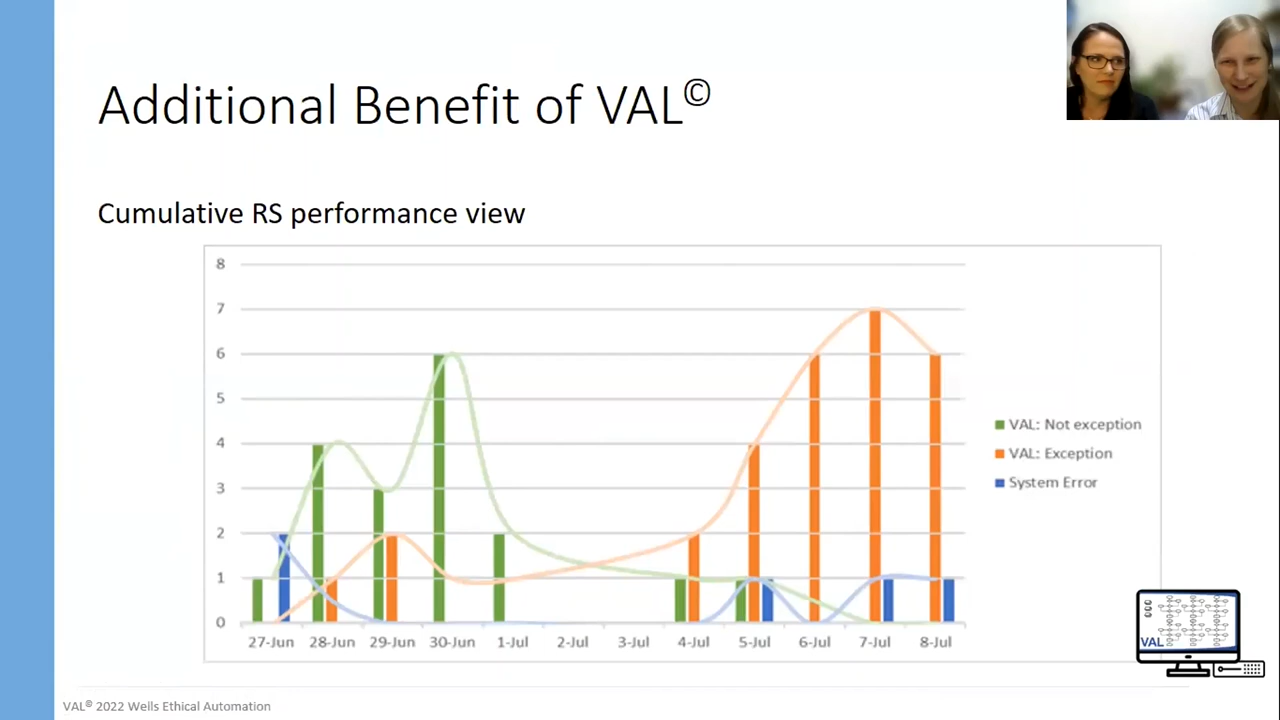 Additional Benefit of VAL©
Cumulative RS performance view
8
7
6
5
4
3
2
1
0
27-Jun 28-Jun 29-Jun 30-Jun 1-Jul 2-Jul 3-Jul 4-Jul 5-Jul 6-Jul 7-Jul 8-Jul
VAL: Not exception
VAL: Exception
System Error
VAL
VAL© 2022 Wells Ethical Automation